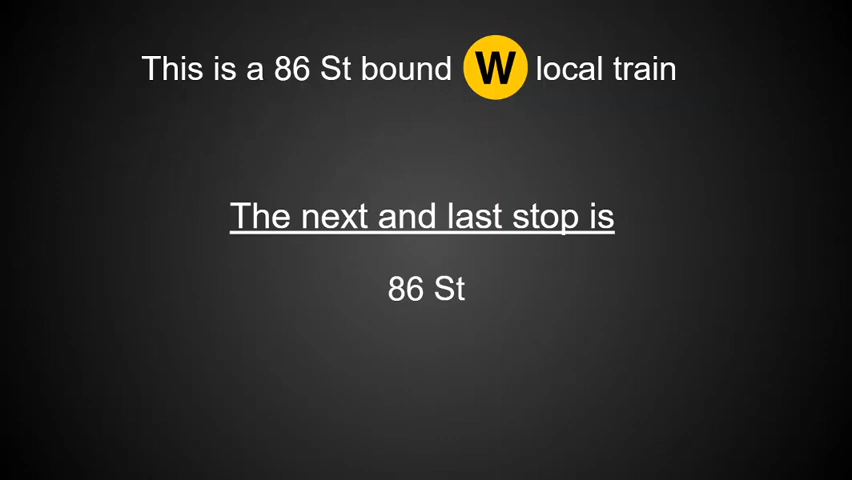 This is a 86 St bound W local train
The next and last stop is
86 St